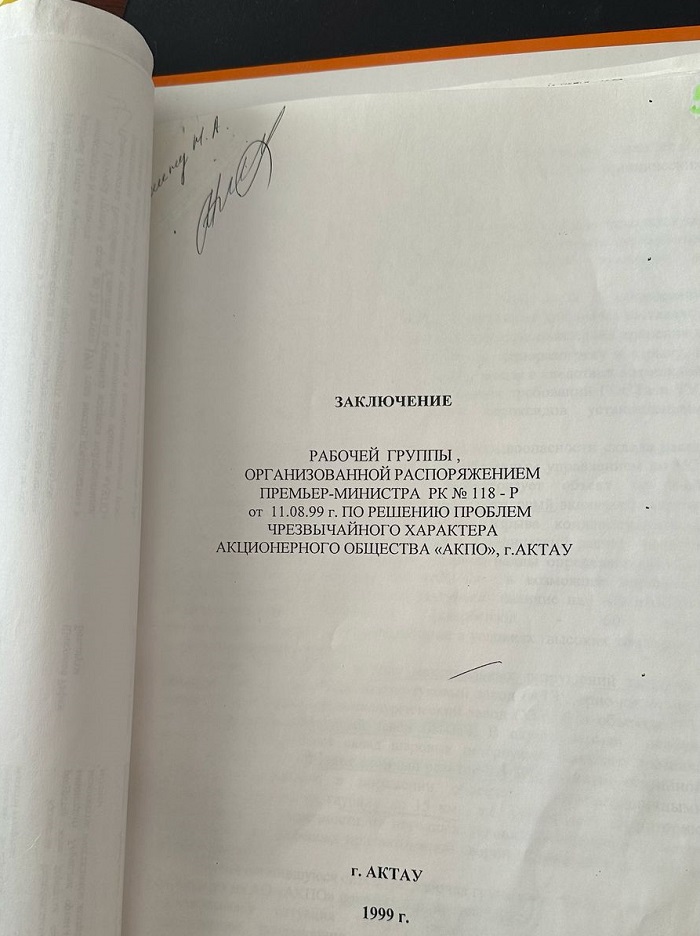 М. А.
ЗАКЛЮЧЕНИЕ
РАБОЧЕЙ ГРУППЫ ,
ОРГАНИЗОВАННОЙ РАСПОРЯЖЕНИЕМ
ПРЕМЬЕР-МИНИСТРА РК № 118 - Р
от 11.08.99 г. ПО РЕШЕНИЮ ПРОБЛЕМ
ЧРЕЗВЫЧАЙНОГО ХАРАКТЕРА
АКЦИОНЕРНОГО ОБЩЕСТВА «АКПО», г.АКТАУ
г. АКТАУ
1999 г.